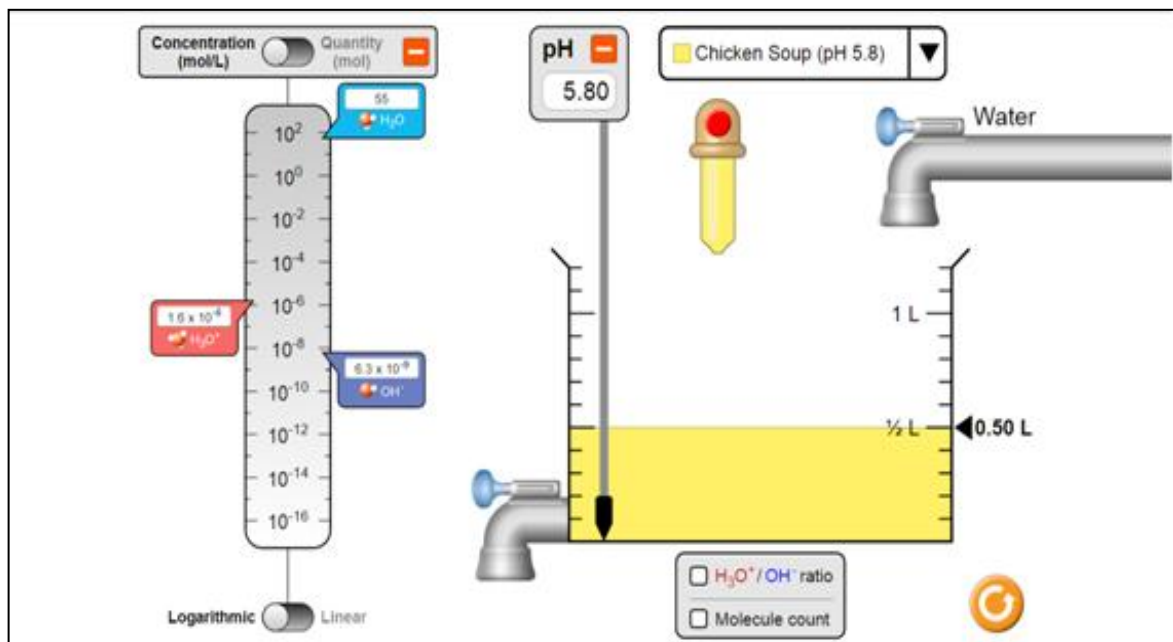 Concentration
(mol/L)
Quantity
(mol)
55
H₂O
10²
10⁰
10⁻²
10⁻⁴
10⁻⁶
10⁻⁸
10⁻¹⁰
10⁻¹²
10⁻¹⁴
10⁻¹⁶
1.6 x 10⁻⁶
H₃O⁺
6.3 x 10⁻⁹
OH⁻
Logarithmic
Linear
pH
5.80
Chicken Soup (pH 5.8)
Water
1 L
½ L
0.50 L
H₃O⁺/OH⁻ ratio
Molecule count